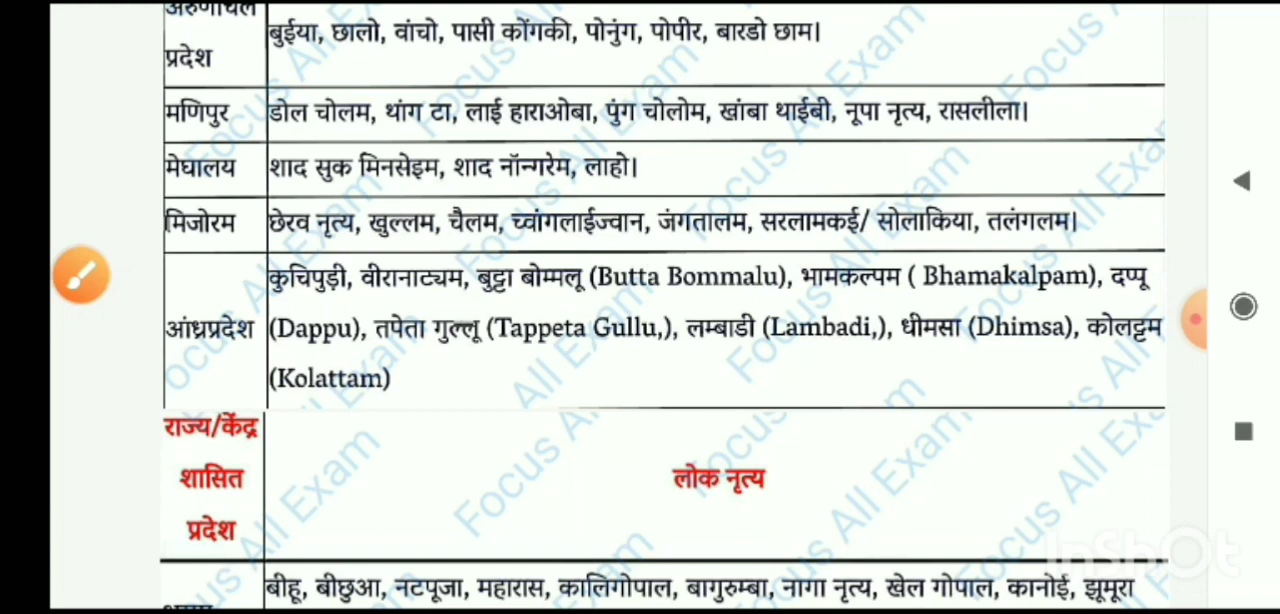 अरुणाचल
प्रदेश
बुईया, छालो, वांचो, पासी कोंगकी, पोनुंग, पोपीर, बारडो छाम।
मणिपुर
डोल चोलम, थांग टा, लाई हाराओबा, पुंग चोलोम, खांबा थाईबी, नूपा नृत्य, रासलीला।
मेघालय
शाद सुक मिनसेइम, शाद नॉन्गरेम, लाहो।
मिजोरम
छेरव नृत्य, खुल्लम, चैलम, च्वांगलाईज्वान, जंगतालम, सरलामकई/ सोलाकिया, तलंगलम।
आंध्रप्रदेश
कुचिपुड़ी, वीरानाट्यम, बुट्टा बोम्मलू (Butta Bommalu), भामकल्पम ( Bhamakalpam), दप्पू
(Dappu), तपेता गुल्लू (Tappeta Gullu,), लम्बाडी (Lambadi,), धीमसा (Dhimsa), कोलट्टम
(Kolattam)
राज्य/केंद्र
शासित
प्रदेश
लोक नृत्य
बीहू, बीछुआ, नटपूजा, महारास, कालिगोपाल, बागुरुम्बा, नागा नृत्य, खेल गोपाल, कानोई, झूमूरा
Focus All Exam
InShot